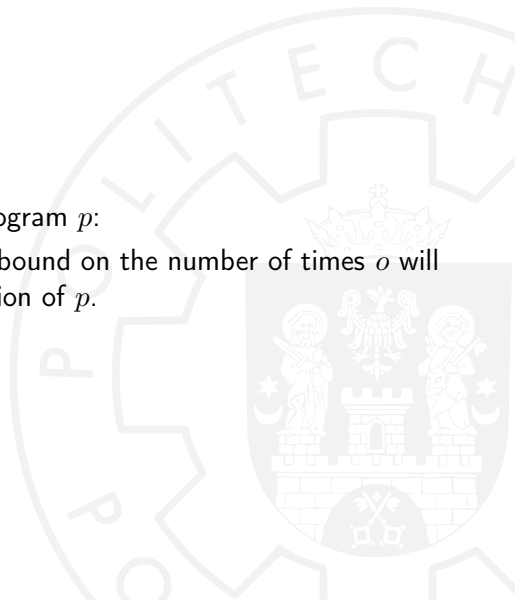 P O L I T E C H
P O
ogram p:
bound on the number of times o will
ion of p.